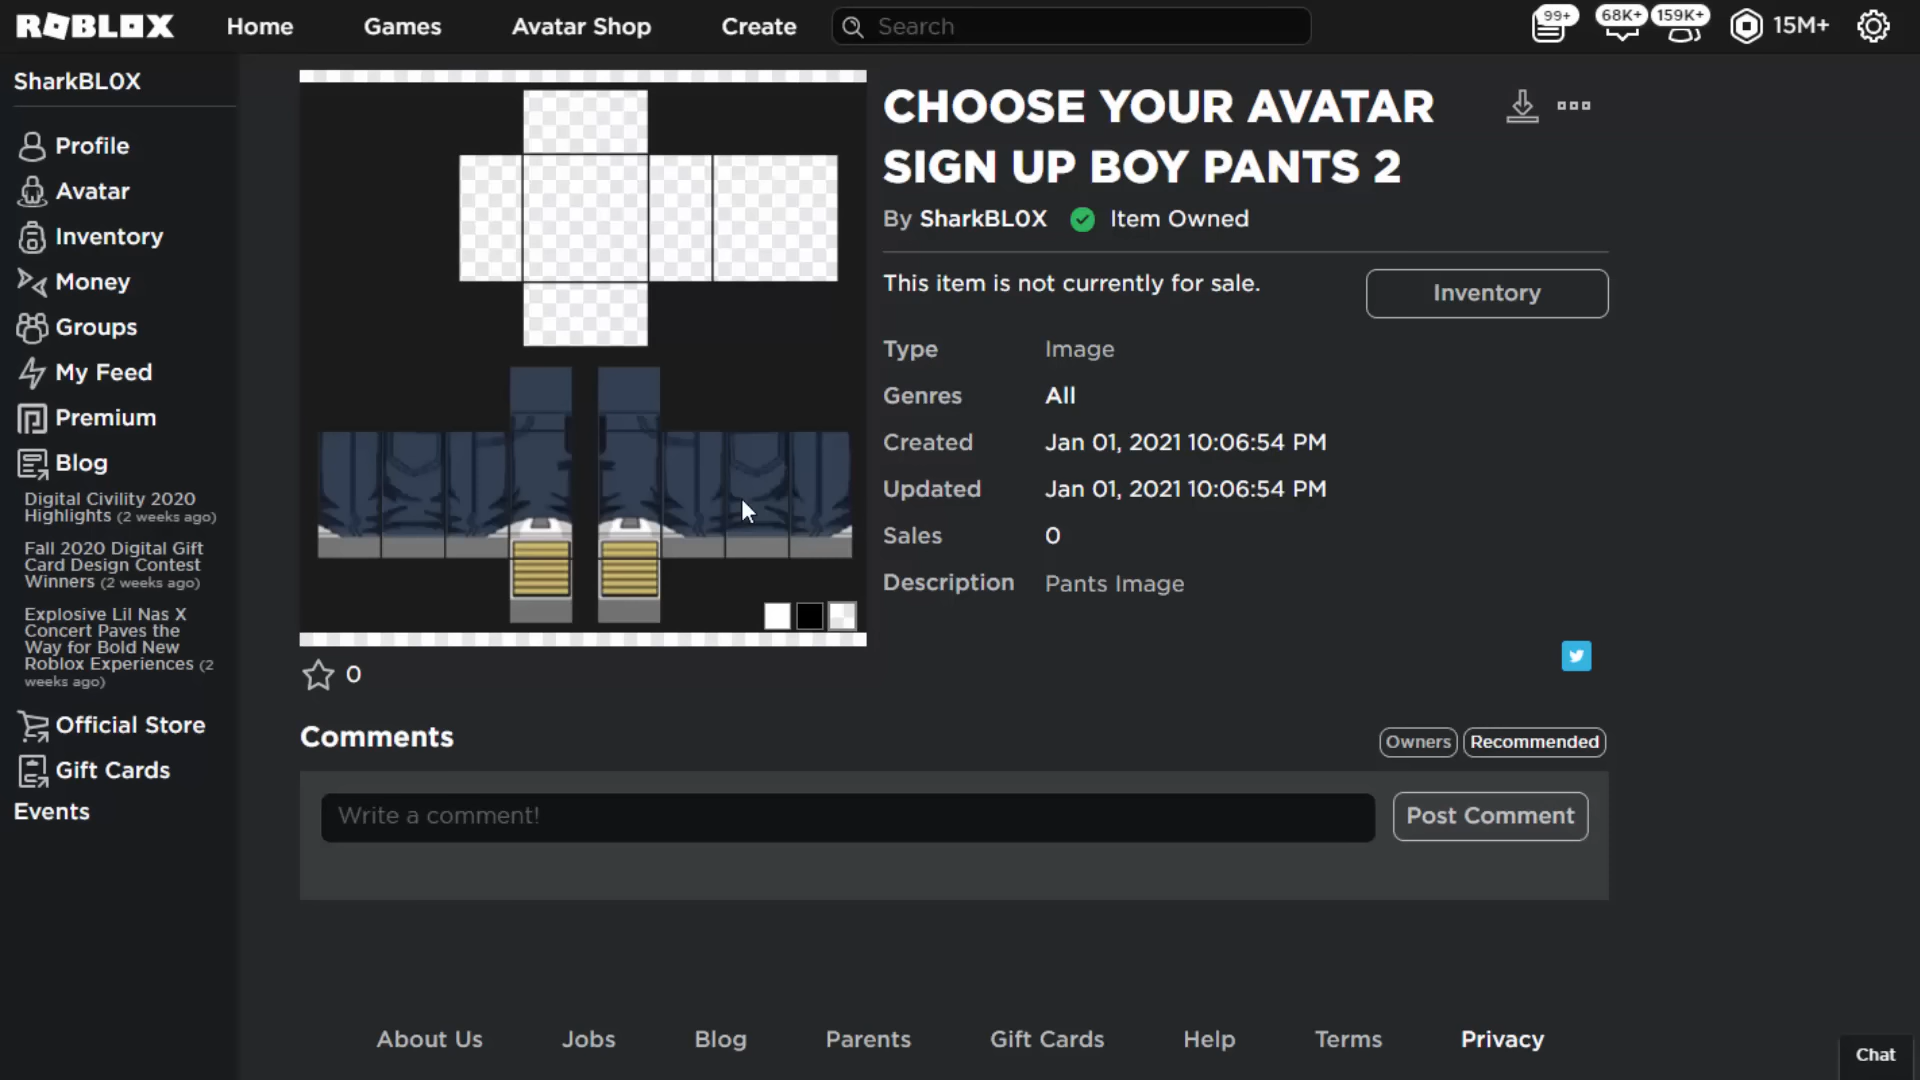 ROBLOX Home Games Avatar Shop Create Search 99+ 68K+ 159K+ 15M+
SharkBL0X
Profile
Avatar
Inventory
Money
Groups
My Feed
Premium
Blog
Digital Civility 2020
Highlights (2 weeks ago)
Fall 2020 Digital Gift
Card Design Contest
Winners (2 weeks ago)
Explosive Lil Nas X
Concert Paves the
Way for Bold New
Roblox Experiences (2
weeks ago)
Official Store
Gift Cards
Events
CHOOSE YOUR AVATAR
SIGN UP BOY PANTS 2
By SharkBL0X Item Owned
This item is not currently for sale.
Inventory
Type Image
Genres All
Created Jan 01, 2021 10:06:54 PM
Updated Jan 01, 2021 10:06:54 PM
Sales 0
Description Pants Image
0
Comments
Owners Recommended
Write a comment!
Post Comment
About Us Jobs Blog Parents Gift Cards Help Terms Privacy
Chat